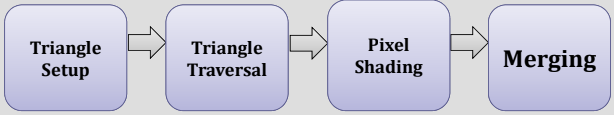 Triangle
Setup
Triangle
Traversal
Pixel
Shading
Merging